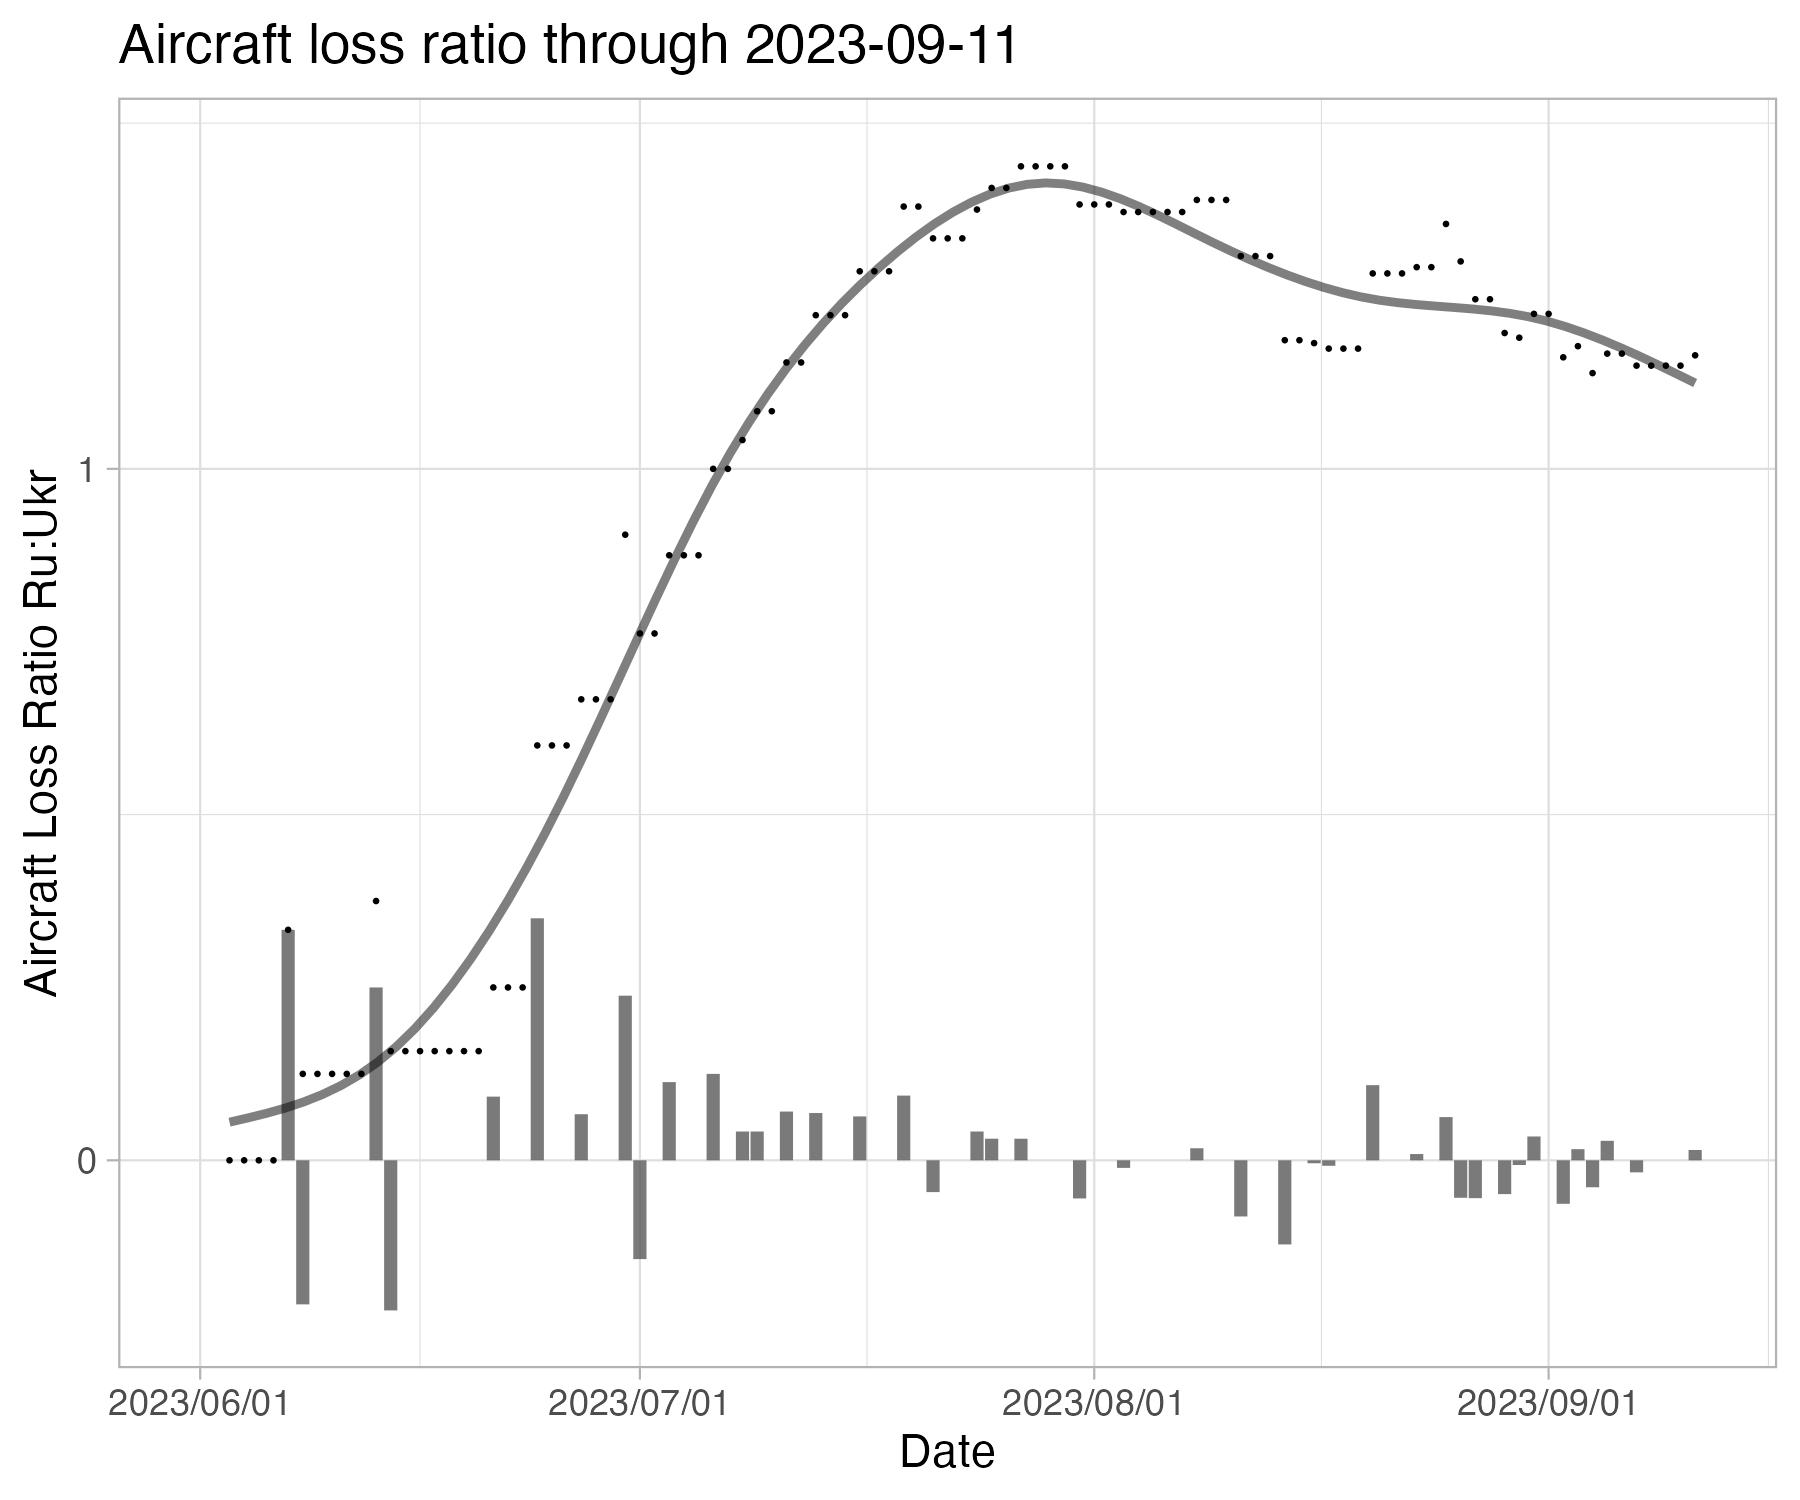 Aircraft loss ratio through 2023-09-11
Aircraft Loss Ratio Ru:Ukr
1
0
2023/06/01
2023/07/01
2023/08/01
2023/09/01
Date